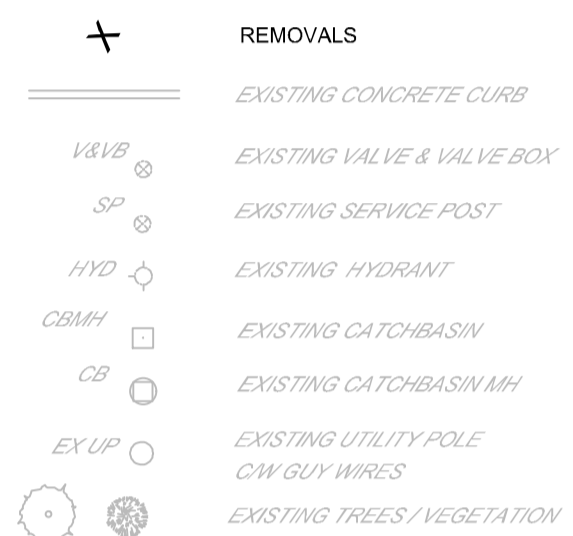 REMOVALS
EXISTING CONCRETE CURB
V&VB EXISTING VALVE & VALVE BOX
SP EXISTING SERVICE POST
HYD EXISTING HYDRANT
CBMH EXISTING CATCHBASIN
CB EXISTING CATCHBASIN MH
EX UP EXISTING UTILITY POLE
C/W GUY WIRES
EXISTING TREES / VEGETATION